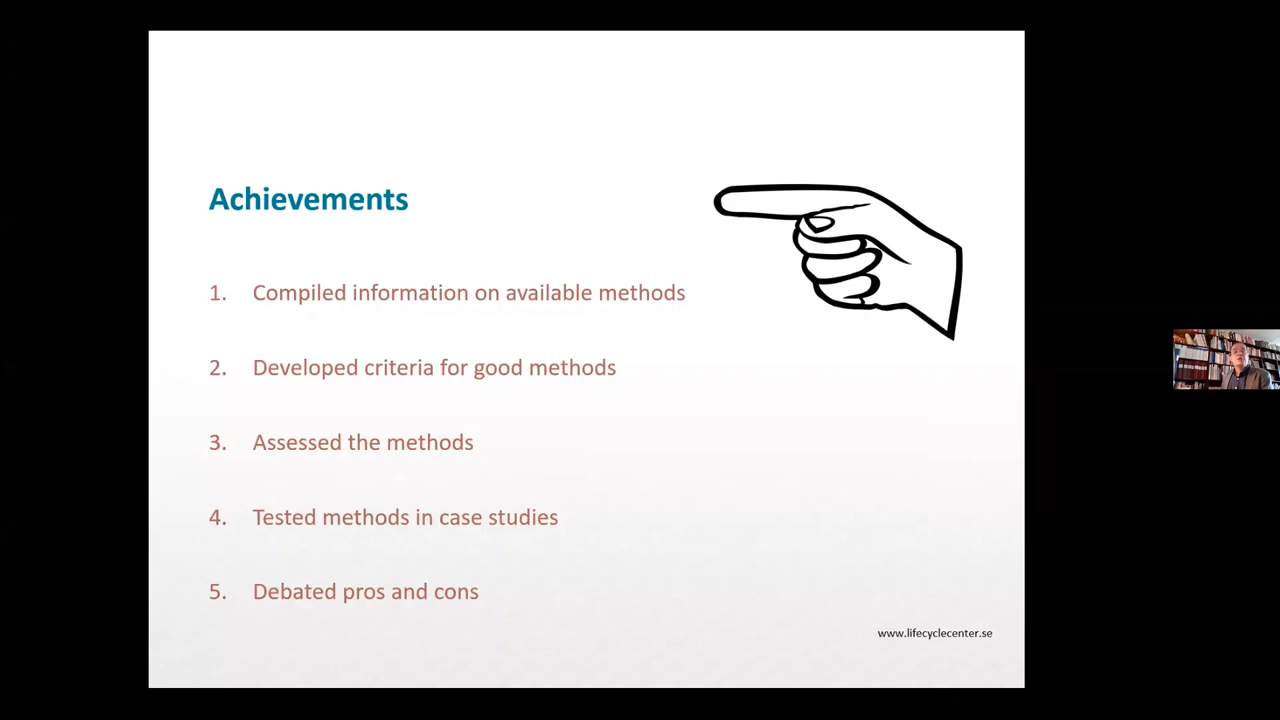 Achievements
1. Compiled information on available methods
2. Developed criteria for good methods
3. Assessed the methods
4. Tested methods in case studies
5. Debated pros and cons
www.lifecyclecenter.se